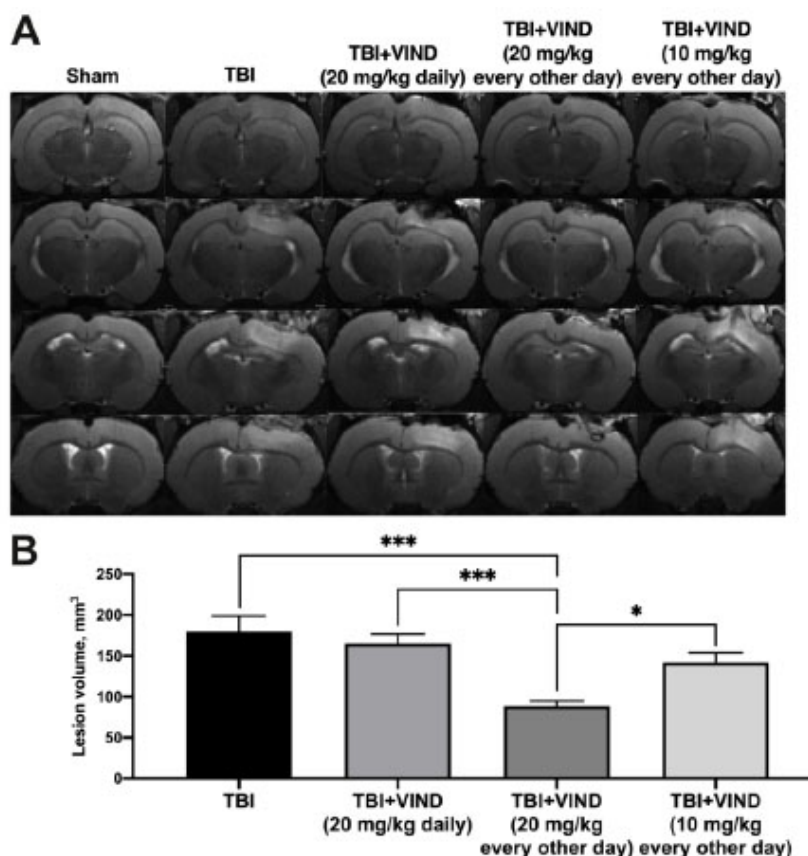 A
Sham
TBI
TBI+VIND
(20 mg/kg daily)
TBI+VIND
(20 mg/kg
every other day)
TBI+VIND
(10 mg/kg
every other day)
B
***
***
*
Lesion volume, mm³
250
200
150
100
50
0
TBI
TBI+VIND
(20 mg/kg daily)
TBI+VIND
(20 mg/kg
every other day)
TBI+VIND
(10 mg/kg
every other day)